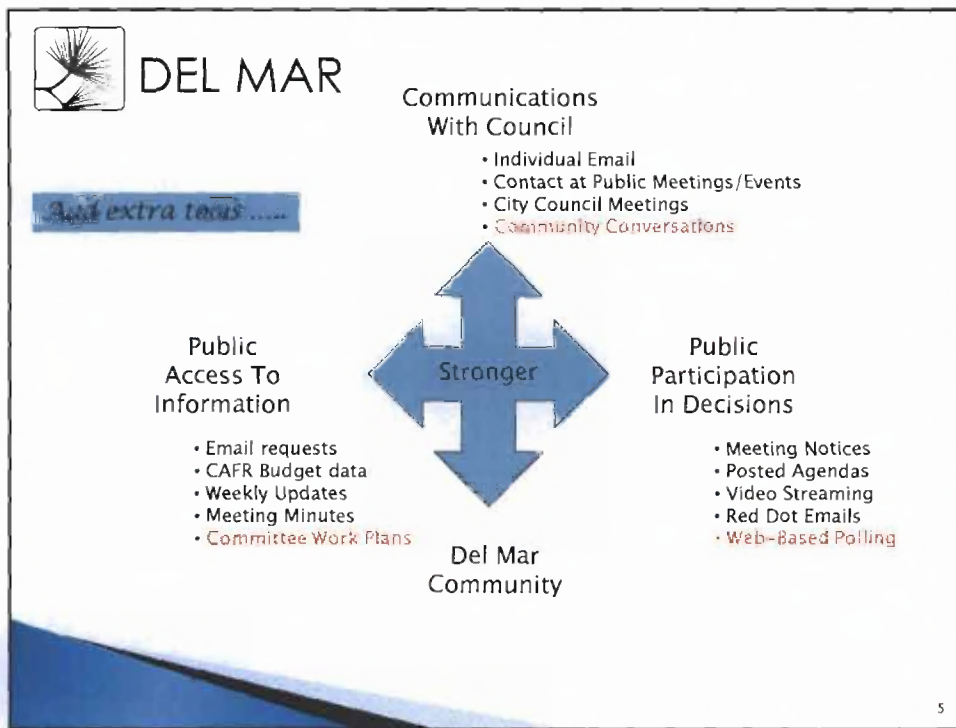 DEL MAR
Communications
With Council
• Individual Email
• Contact at Public Meetings/Events
• City Council Meetings
• Community Conversations
Add extra tools .....
Stronger
Public
Access To
Information
• Email requests
• CAFR Budget data
• Weekly Updates
• Meeting Minutes
• Committee Work Plans
Public
Participation
In Decisions
• Meeting Notices
• Posted Agendas
• Video Streaming
• Red Dot Emails
• Web-Based Polling
Del Mar
Community
5